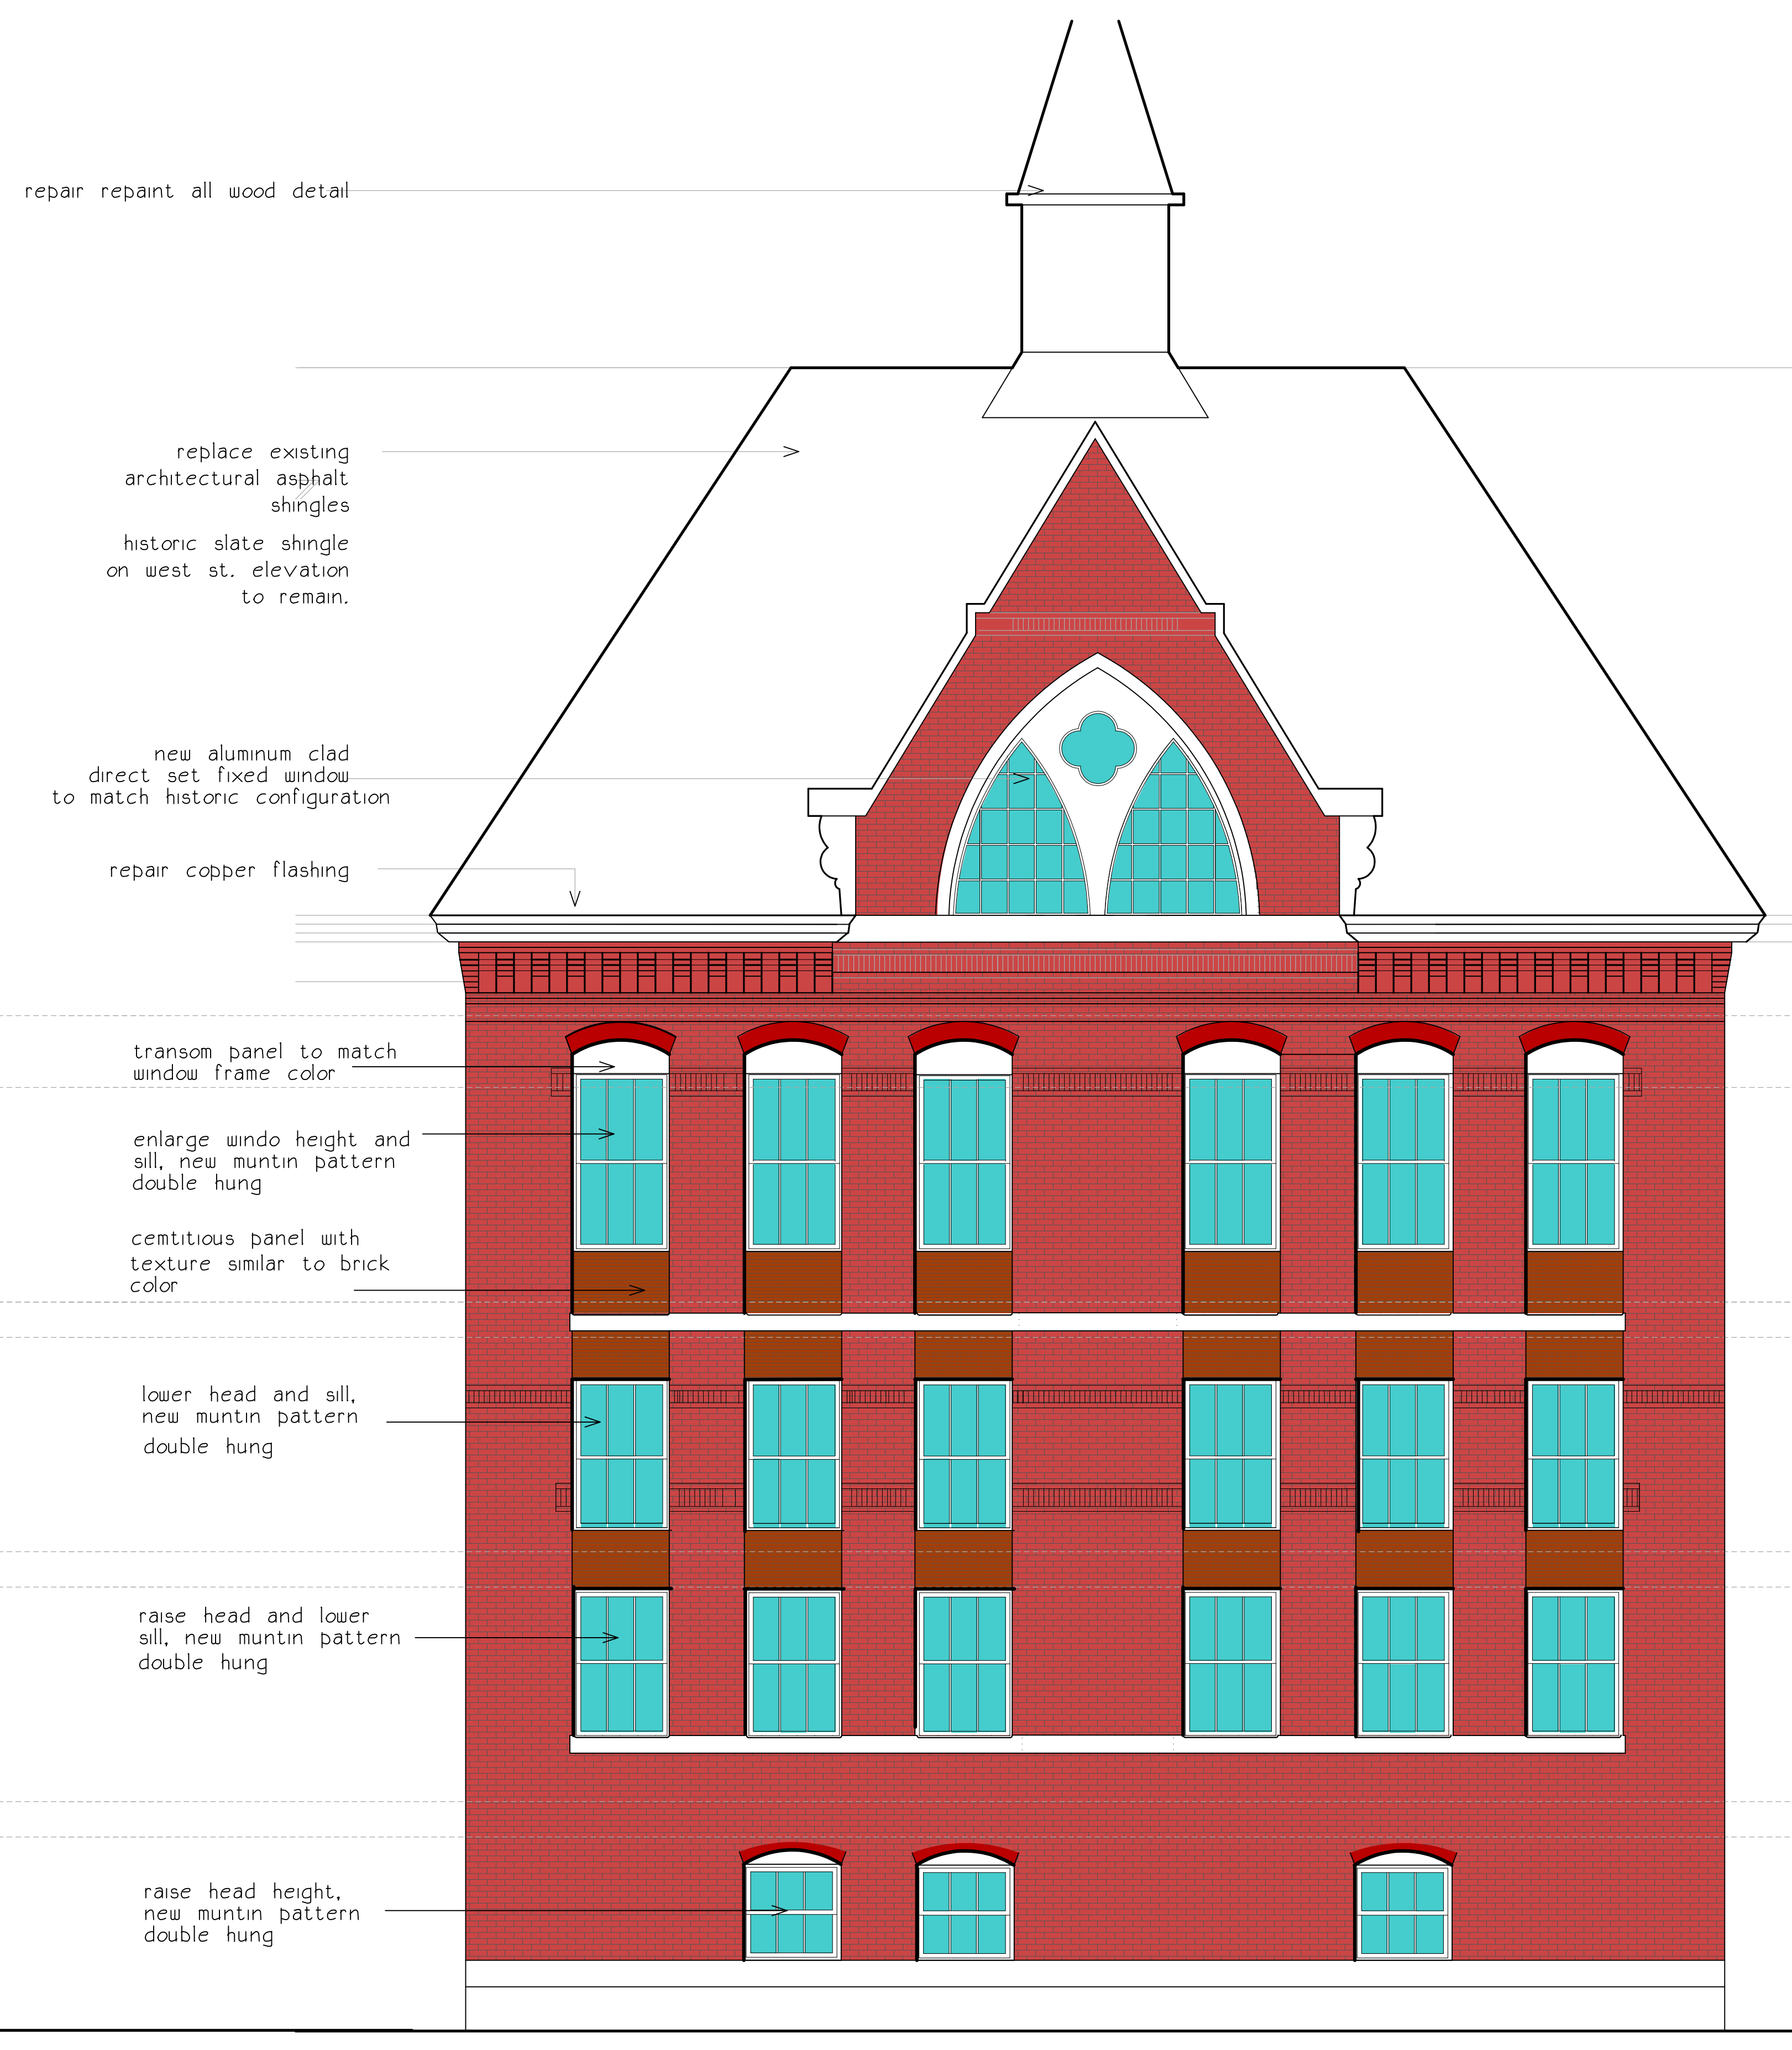 repair repaint all wood detail
replace existing
architectural asphalt
shingles
historic slate shingle
on west st. elevation
to remain.
new aluminum clad
direct set fixed window
to match historic configuration
repair copper flashing
transom panel to match
window frame color
enlarge windo height and
sill, new muntin pattern
double hung
cemtitious panel with
texture similar to brick
color
lower head and sill,
new muntin pattern
double hung
raise head and lower
sill, new muntin pattern
double hung
raise head height,
new muntin pattern
double hung